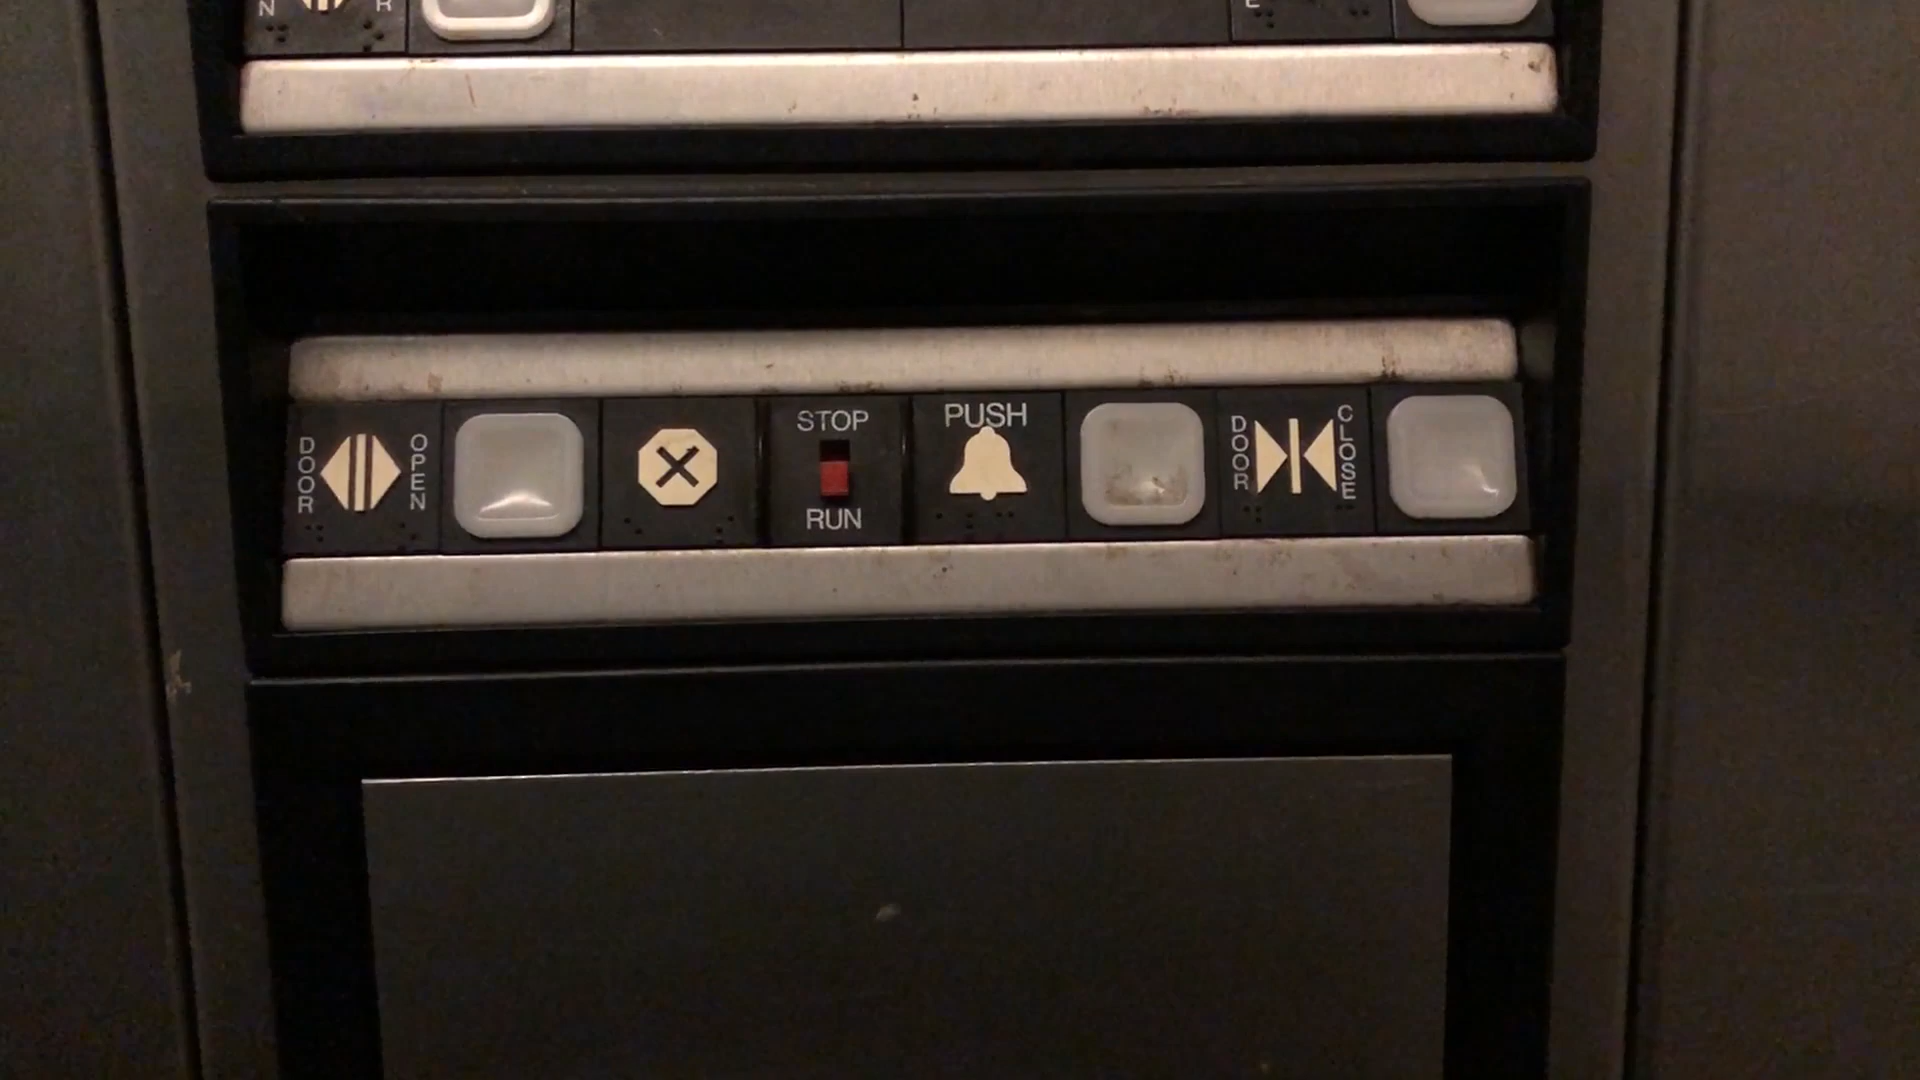 N R E
DOOR OPEN
STOP
RUN
PUSH
DOOR CLOSE